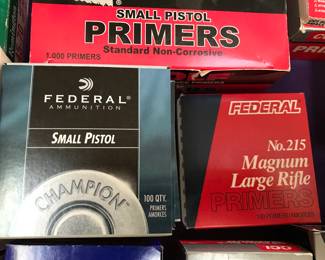 SMALL PISTOL
PRIMERS
1,000 PRIMERS
Standard Non-Corrosive
FEDERAL
AMMUNITION
SMALL PISTOL
CHAMPION
100 QTY.
PRIMERS
AMORCES
FEDERAL
No.215
Magnum
Large Rifle
PRIMERS
100